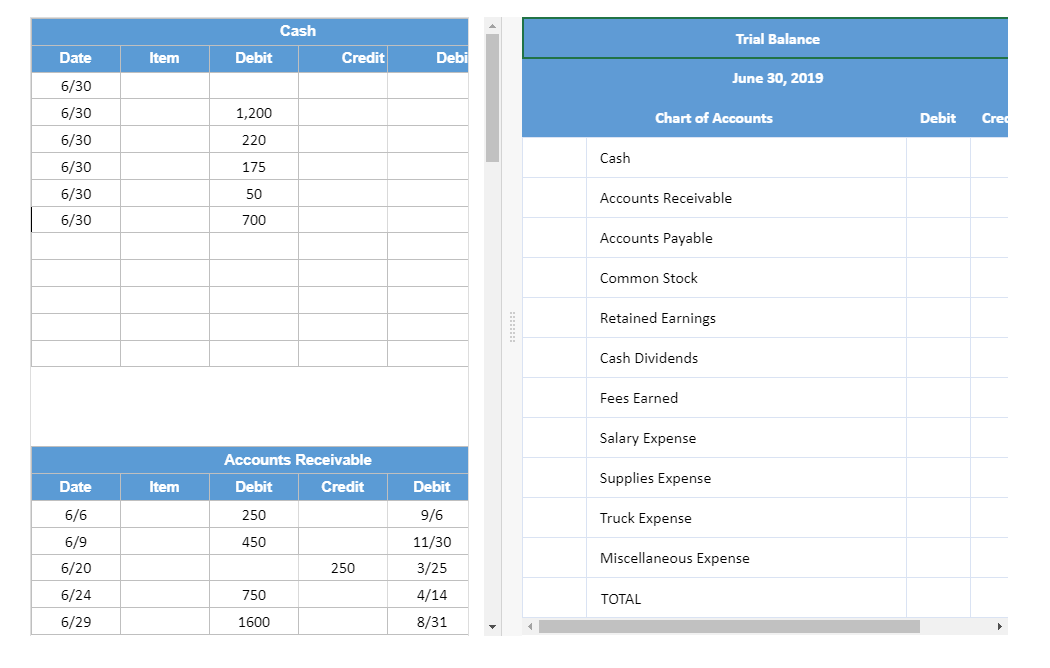 Cash
Date Item Debit Credit Debi
6/30
6/30 1,200
6/30 220
6/30 175
6/30 50
6/30 700
Accounts Receivable
Date Item Debit Credit Debit
6/6 250 9/6
6/9 450 11/30
6/20 250 3/25
6/24 750 4/14
6/29 1600 8/31
Trial Balance
June 30, 2019
Chart of Accounts Debit Cre
Cash
Accounts Receivable
Accounts Payable
Common Stock
Retained Earnings
Cash Dividends
Fees Earned
Salary Expense
Supplies Expense
Truck Expense
Miscellaneous Expense
TOTAL